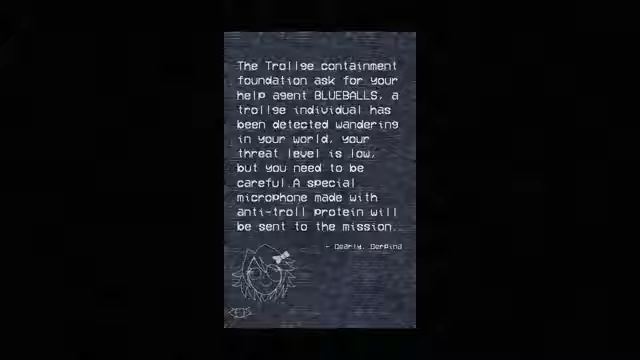 The Trollge containment
foundation ask for your
help agent BLUEBALLS, a
trollge individual has
been detected wandering
in your world, your
threat level is low,
but you need to be
careful.A special
microphone made with
anti-troll protein will
be sent to the mission.
- Dearly, Derpina